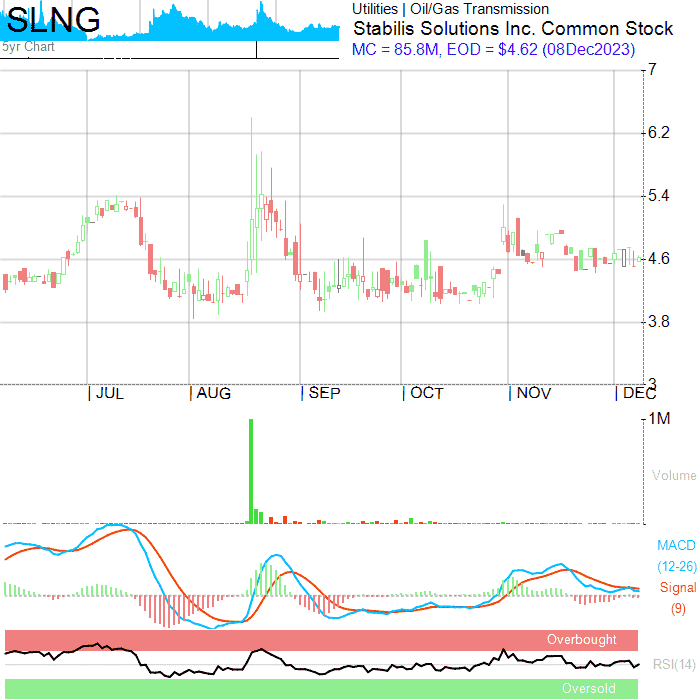 SLNG
5yr Chart
Utilities | Oil/Gas Transmission
Stabilis Solutions Inc. Common Stock
MC = 85.8M, EOD = $4.62 (08Dec2023)
7
6.2
5.4
4.6
3.8
3
| JUL | AUG | SEP | OCT | NOV | DEC
1M
Volume
MACD
(12-26)
Signal
(9)
Overbought
RSI(14)
Oversold